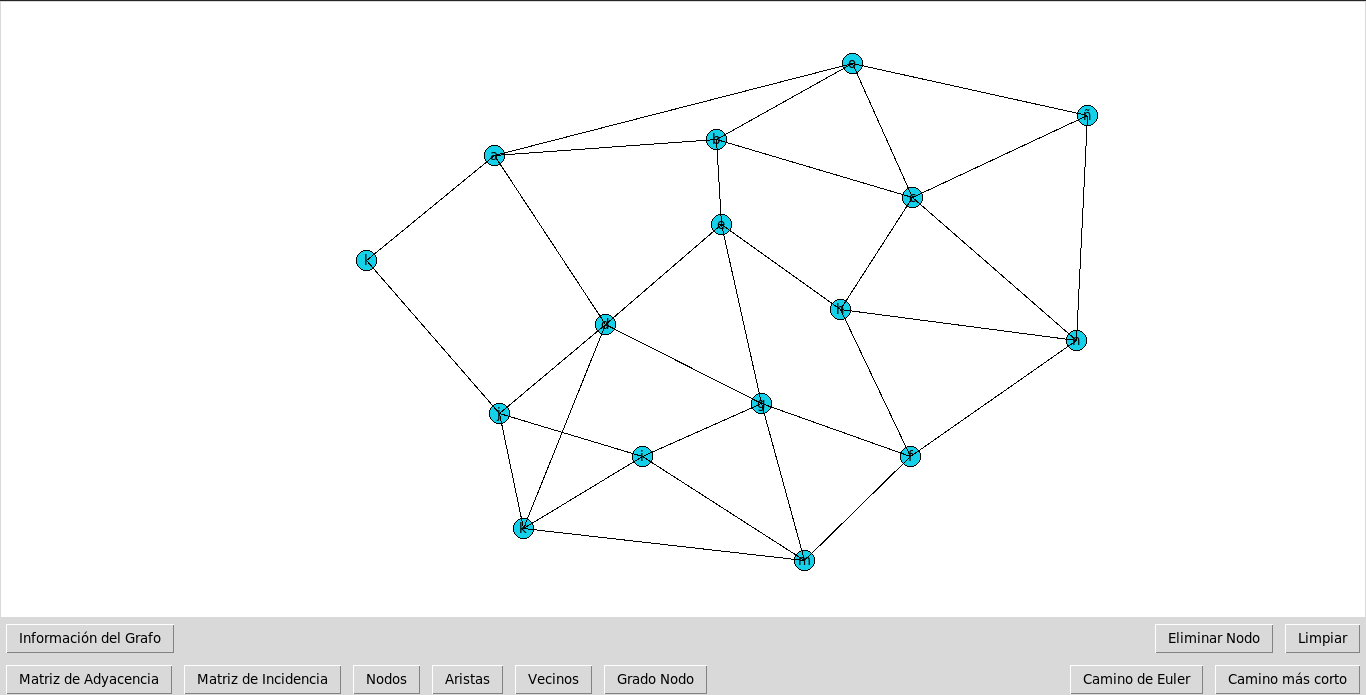 o
ñ
b
a
c
e
k
h
d
n
g
j
i
f
k
m
Información del Grafo
Eliminar Nodo
Limpiar
Matriz de Adyacencia
Matriz de Incidencia
Nodos
Aristas
Vecinos
Grado Nodo
Camino de Euler
Camino más corto